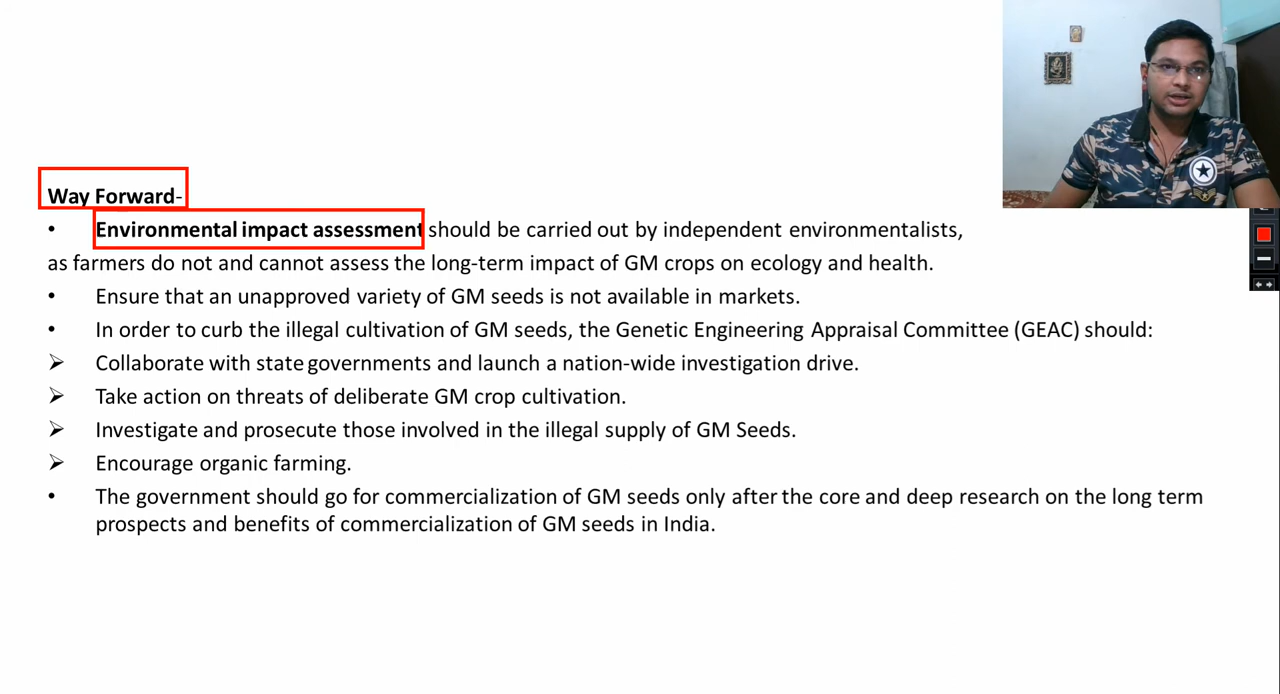 Way Forward-
• Environmental impact assessment should be carried out by independent environmentalists,
as farmers do not and cannot assess the long-term impact of GM crops on ecology and health.
• Ensure that an unapproved variety of GM seeds is not available in markets.
• In order to curb the illegal cultivation of GM seeds, the Genetic Engineering Appraisal Committee (GEAC) should:
➢ Collaborate with state governments and launch a nation-wide investigation drive.
➢ Take action on threats of deliberate GM crop cultivation.
➢ Investigate and prosecute those involved in the illegal supply of GM Seeds.
➢ Encourage organic farming.
• The government should go for commercialization of GM seeds only after the core and deep research on the long term
prospects and benefits of commercialization of GM seeds in India.